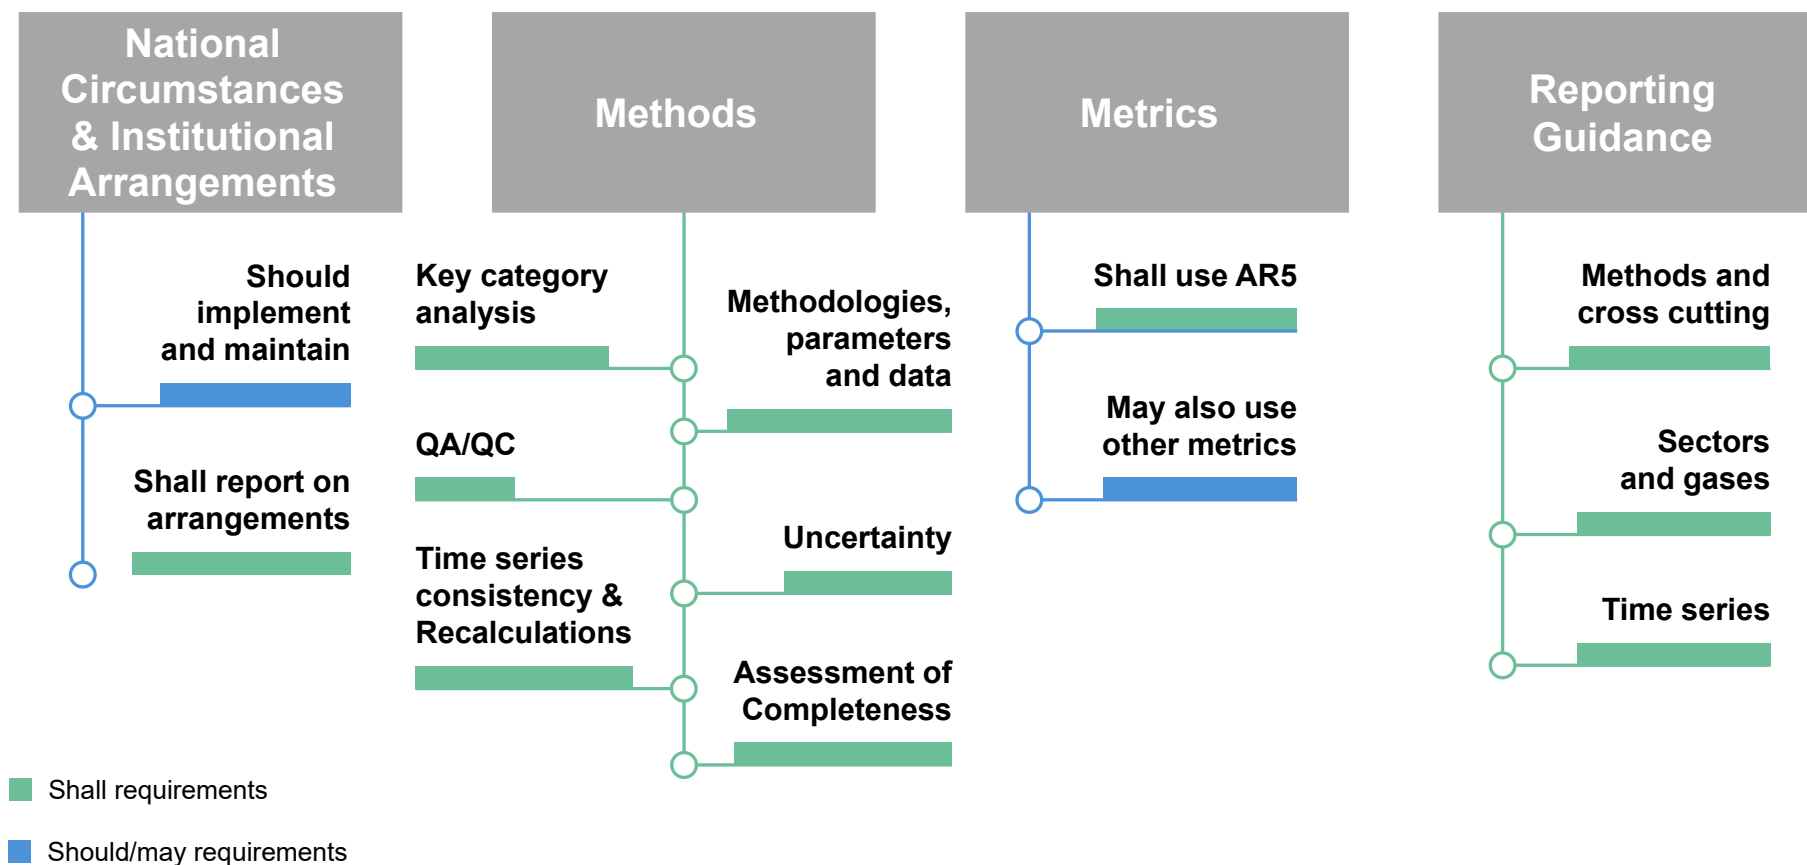 National
Circumstances
& Institutional
Arrangements
Should
implement
and maintain
Shall report on
arrangements
Methods
Key category
analysis
Methodologies,
parameters
and data
QA/QC
Uncertainty
Time series
consistency &
Recalculations
Assessment of
Completeness
Metrics
Shall use AR5
May also use
other metrics
Reporting
Guidance
Methods and
cross cutting
Sectors
and gases
Time series
Shall requirements
Should/may requirements